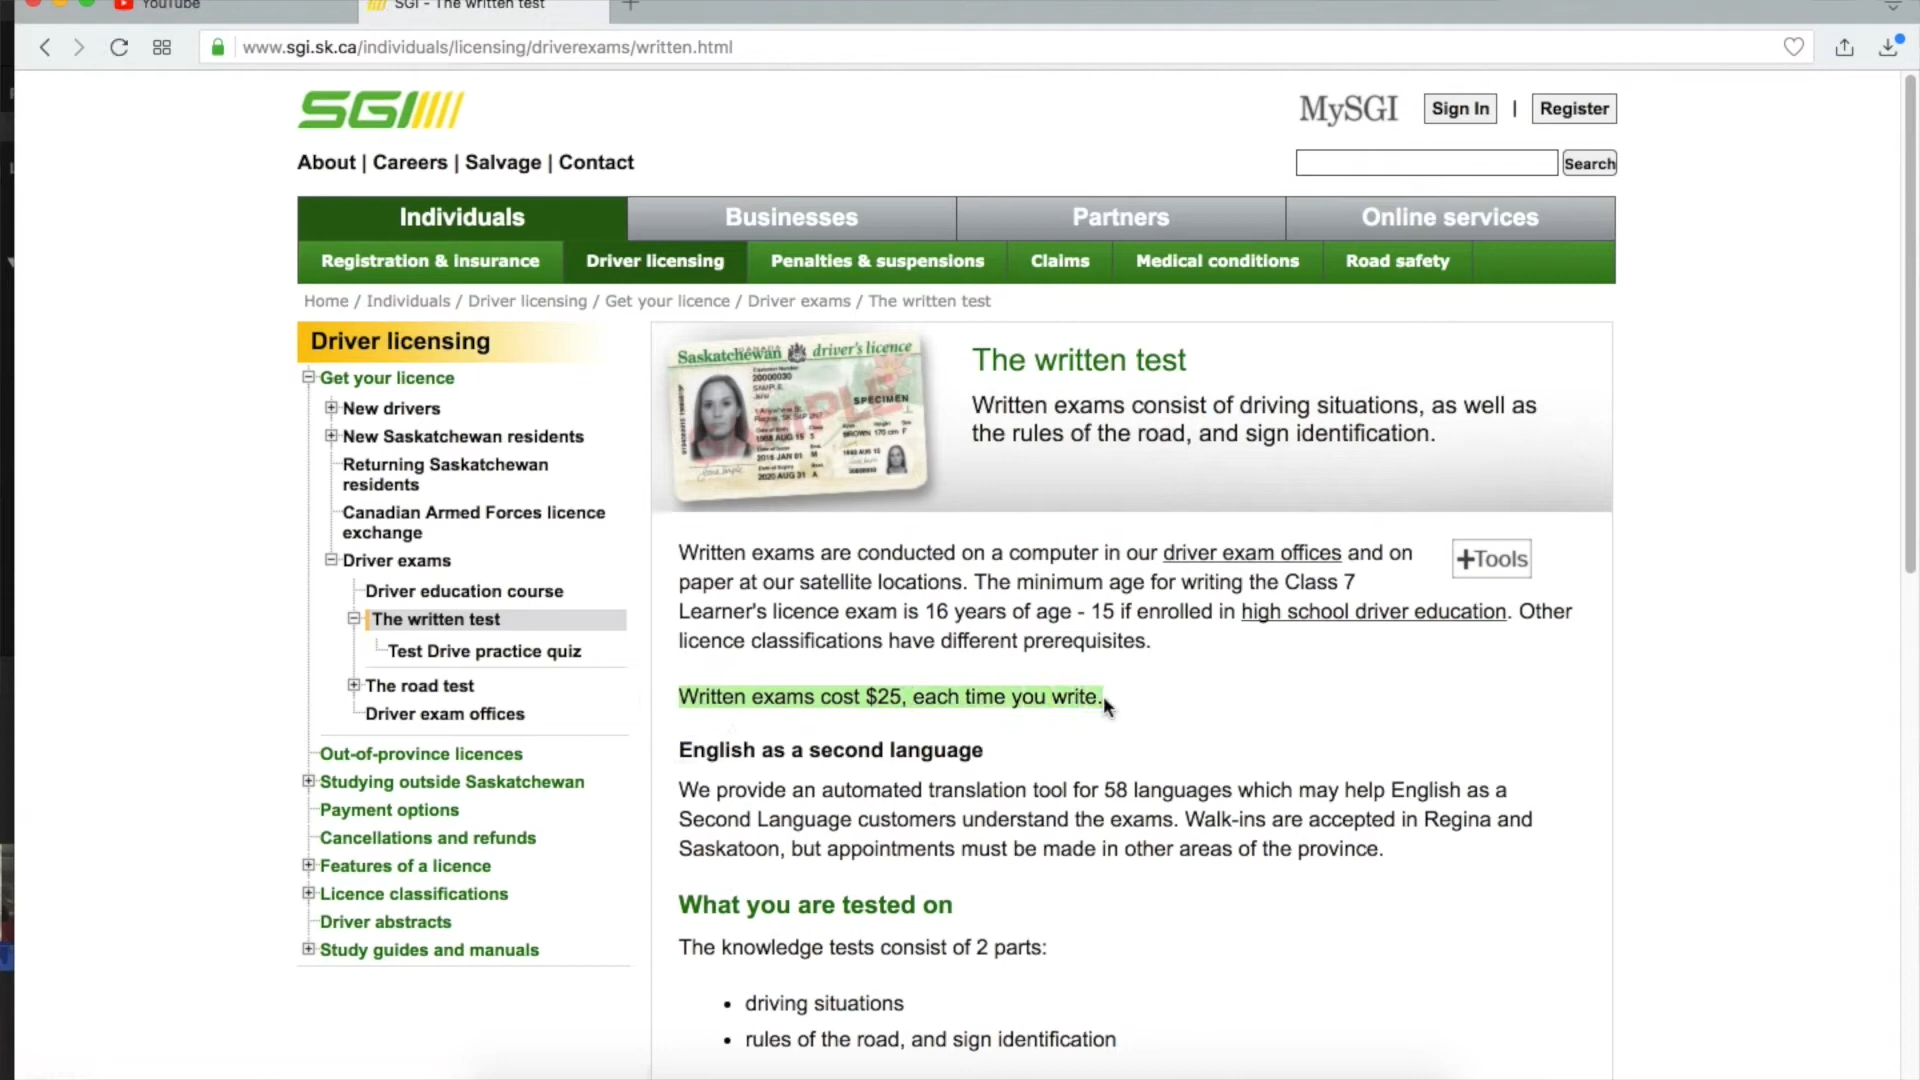 YouTube
SGI - The written test
www.sgi.sk.ca/individuals/licensing/driverexams/written.html
SGI
MySGI
Sign In | Register
About | Careers | Salvage | Contact
Search
Individuals
Businesses
Partners
Online services
Registration & insurance
Driver licensing
Penalties & suspensions
Claims
Medical conditions
Road safety
Home / Individuals / Driver licensing / Get your licence / Driver exams / The written test
Driver licensing
Get your licence
New drivers
New Saskatchewan residents
Returning Saskatchewan
residents
Canadian Armed Forces licence
exchange
Driver exams
Driver education course
The written test
Test Drive practice quiz
The road test
Driver exam offices
Out-of-province licences
Studying outside Saskatchewan
Payment options
Cancellations and refunds
Features of a licence
Licence classifications
Driver abstracts
Study guides and manuals
Saskatchewan driver's licence
CANADA
20000030
SAMPLE
SPECIMEN
2020 AUG 31
The written test
Written exams consist of driving situations, as well as
the rules of the road, and sign identification.
+Tools
Written exams are conducted on a computer in our driver exam offices and on
paper at our satellite locations. The minimum age for writing the Class 7
Learner's licence exam is 16 years of age - 15 if enrolled in high school driver education. Other
licence classifications have different prerequisites.
Written exams cost $25, each time you write.
English as a second language
We provide an automated translation tool for 58 languages which may help English as a
Second Language customers understand the exams. Walk-ins are accepted in Regina and
Saskatoon, but appointments must be made in other areas of the province.
What you are tested on
The knowledge tests consist of 2 parts:
• driving situations
• rules of the road, and sign identification